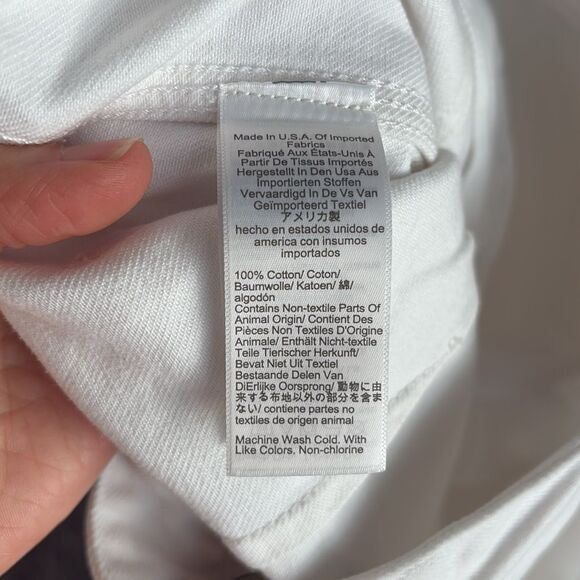 Made In U.S.A. Of Imported
Fabrics
Fabriqué Aux États-Unis À
Partir De Tissus Importés
Hergestellt In Den Usa Aus
Importierten Stoffen
Vervaardigd In De Vs Van
Geïmporteerd Textiel
アメリカ製
hecho en estados unidos de
america con insumos
importados
100% Cotton/ Coton/
Baumwolle/ Katoen/ 綿/
algodón
Contains Non-textile Parts Of
Animal Origin/ Contient Des
Pièces Non Textiles D'Origine
Animale/ Enthält Nicht-textile
Teile Tierischer Herkunft/
Bevat Niet Uit Textiel
Bestaande Delen Van
DiErlijke Oorsprong/ 動物に由
来する布地以外の部分を含ま
ない/ contiene partes no
textiles de origen animal
Machine Wash Cold. With
Like Colors, Non-chlorine